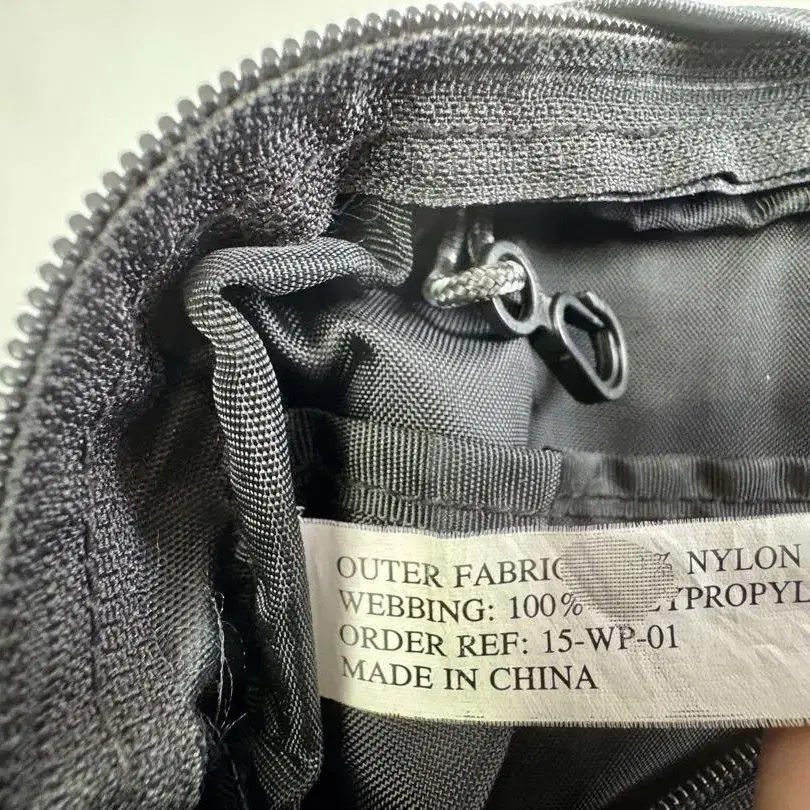 OUTER FABRIC % NYLON
WEBBING: 100%
ORDER REF: 15-WP-01
MADE IN CHINA